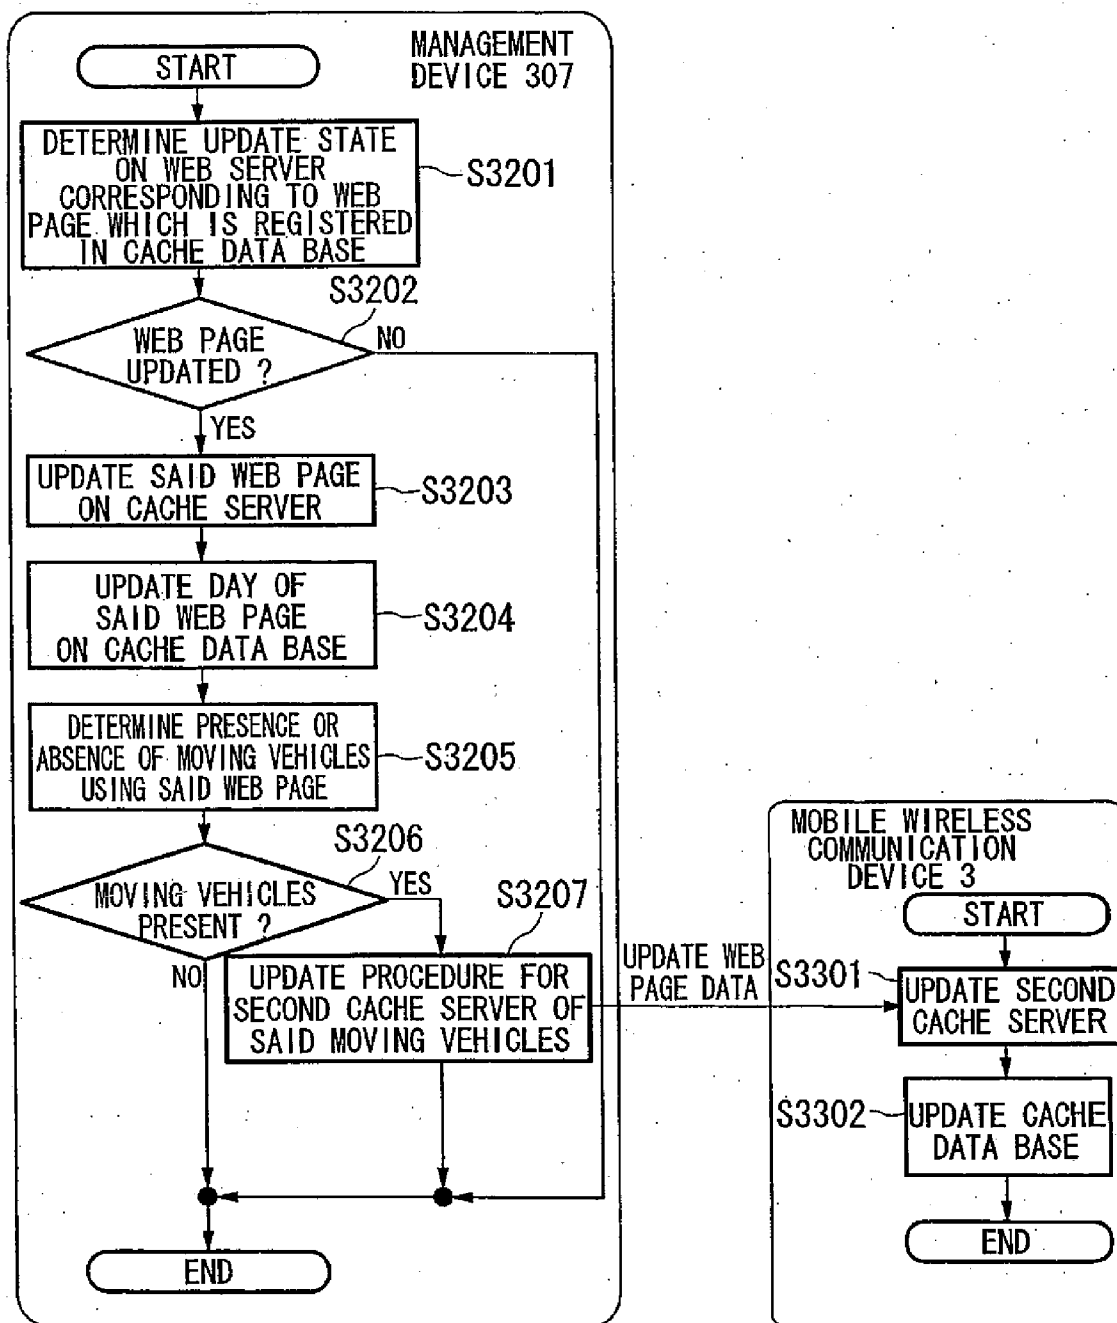 MANAGEMENT
DEVICE 307
START
DETERMINE UPDATE STATE
ON WEB SERVER
CORRESPONDING TO WEB
PAGE WHICH IS REGISTERED
IN CACHE DATA BASE
S3201
S3202
WEB PAGE
UPDATED ?
NO
YES
UPDATE SAID WEB PAGE
ON CACHE SERVER
S3203
UPDATE DAY OF
SAID WEB PAGE
ON CACHE DATA BASE
S3204
DETERMINE PRESENCE OR
ABSENCE OF MOVING VEHICLES
USING SAID WEB PAGE
S3205
S3206
MOVING VEHICLES
PRESENT ?
YES
NO
S3207
UPDATE PROCEDURE FOR
SECOND CACHE SERVER OF
SAID MOVING VEHICLES
END
UPDATE WEB
PAGE DATA
MOBILE WIRELESS
COMMUNICATION
DEVICE 3
START
S3301
UPDATE SECOND
CACHE SERVER
S3302
UPDATE CACHE
DATA BASE
END